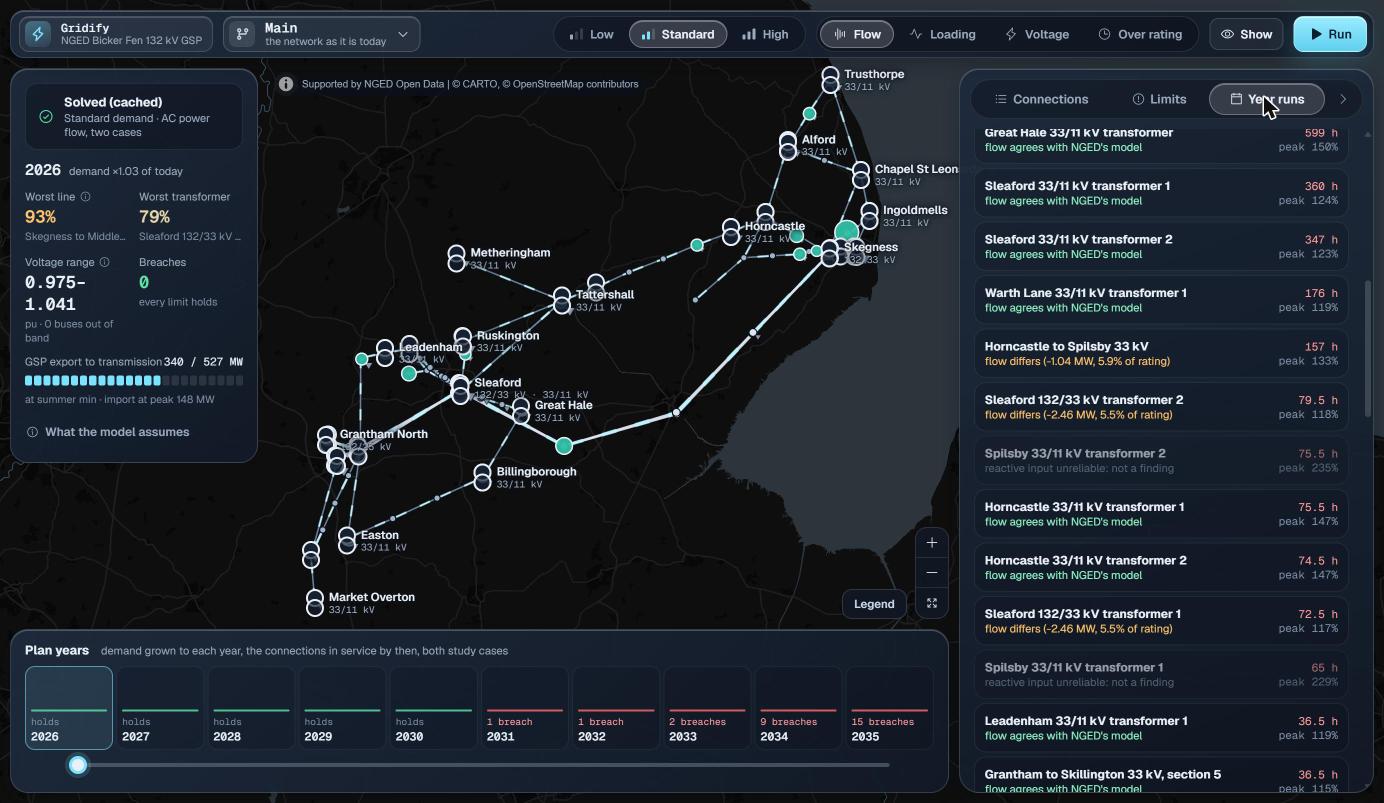 Gridify
NGED Bicker Fen 132 kV GSP
Main
the network as it is today
Low
Standard
High
Flow
Loading
Voltage
Over rating
Show
Run
Solved (cached)
Standard demand · AC power
flow, two cases
2026 demand ×1.03 of today
Worst line
93%
Skegness to Middle…
Worst transformer
79%
Sleaford 132/33 kV …
Voltage range
0.975–
1.041
pu · 0 buses out of
band
Breaches
0
every limit holds
GSP export to transmission 340 / 527 MW
at summer min · import at peak 148 MW
What the model assumes
Supported by NGED Open Data | © CARTO, © OpenStreetMap contributors
Trusthorpe
33/11 kV
Alford
33/11 kV
Chapel St Leon
33/11 kV
Ingoldmells
33/11 kV
Horncastle
33/11 kV
Skegness
132/33 kV
Metheringham
33/11 kV
Tattershall
33/11 kV
Ruskington
33/11 kV
Leadenham
33/11 kV
Sleaford
132/33 kV · 33/11 kV
Great Hale
33/11 kV
Grantham North
Billingborough
33/11 kV
Easton
33/11 kV
Market Overton
33/11 kV
Legend
Connections
Limits
Year runs
Great Hale 33/11 kV transformer 599 h
flow agrees with NGED's model peak 150%
Sleaford 33/11 kV transformer 1 360 h
flow agrees with NGED's model peak 124%
Sleaford 33/11 kV transformer 2 347 h
flow agrees with NGED's model peak 123%
Warth Lane 33/11 kV transformer 1 176 h
flow agrees with NGED's model peak 119%
Horncastle to Spilsby 33 kV 157 h
flow differs (-1.04 MW, 5.9% of rating) peak 133%
Sleaford 132/33 kV transformer 2 79.5 h
flow differs (-2.46 MW, 5.5% of rating) peak 118%
Spilsby 33/11 kV transformer 2 75.5 h
reactive input unreliable: not a finding peak 235%
Horncastle 33/11 kV transformer 1 75.5 h
flow agrees with NGED's model peak 147%
Horncastle 33/11 kV transformer 2 74.5 h
flow agrees with NGED's model peak 147%
Sleaford 132/33 kV transformer 1 72.5 h
flow differs (-2.46 MW, 5.5% of rating) peak 117%
Spilsby 33/11 kV transformer 1 65 h
reactive input unreliable: not a finding peak 229%
Leadenham 33/11 kV transformer 1 36.5 h
flow agrees with NGED's model peak 119%
Grantham to Skillington 33 kV, section 5 36.5 h
flow agrees with NGED's model peak 115%
Plan years demand grown to each year, the connections in service by then, both study cases
holds
2026
holds
2027
holds
2028
holds
2029
holds
2030
1 breach
2031
1 breach
2032
2 breaches
2033
9 breaches
2034
15 breaches
2035